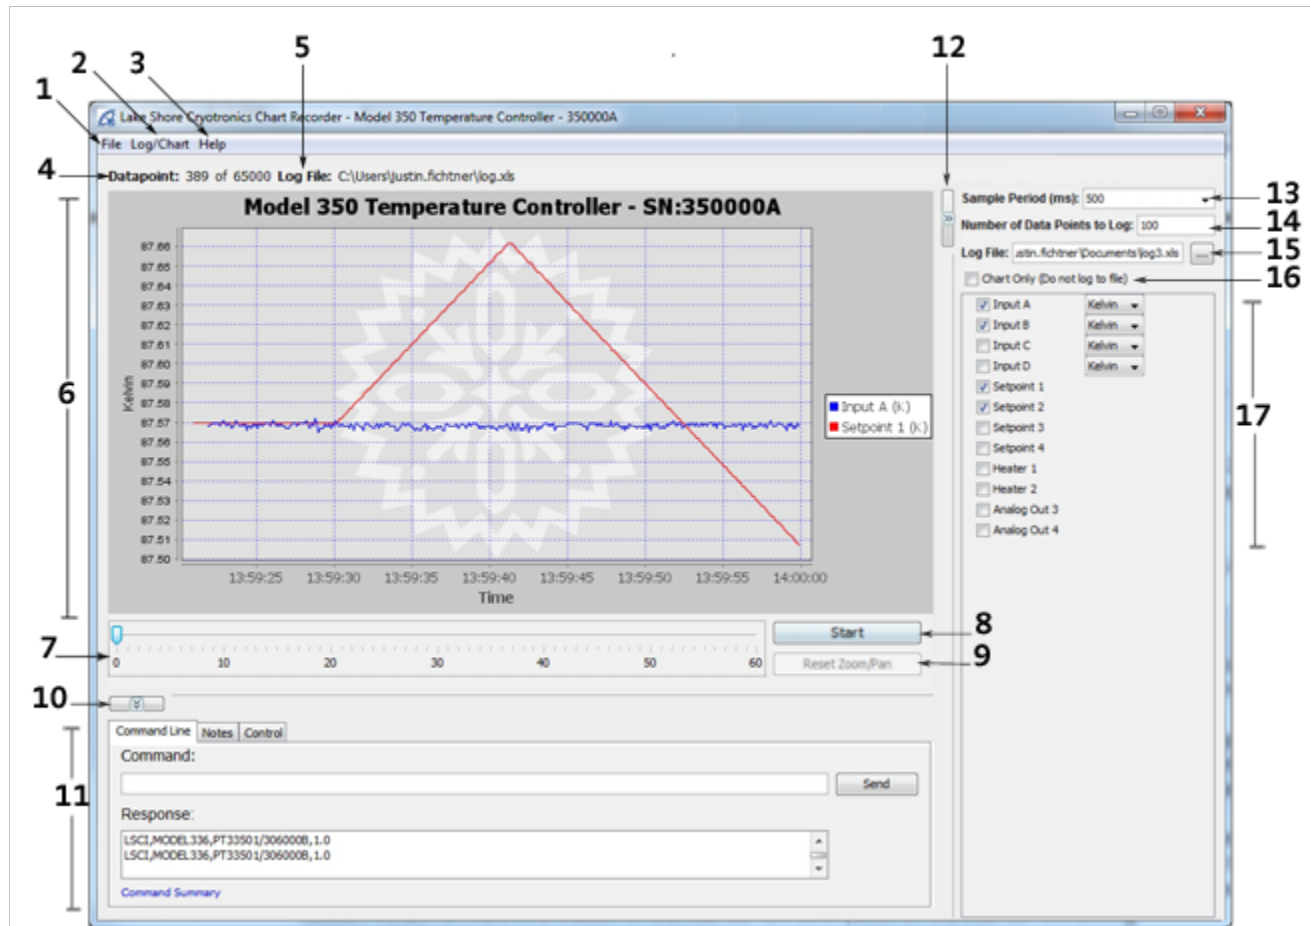 5
12
2
3
1
Lake Shore Cryotronics Chart Recorder - Model 350 Temperature Controller - 350000A
File Log/Chart Help
4
Datapoint: 389 of 65000 Log File: C:\Users\justin.fichtner\log.xls
Model 350 Temperature Controller - SN:350000A
6
Kelvin
87.66
87.65
87.64
87.63
87.62
87.61
87.60
87.59
87.58
87.57
87.56
87.55
87.54
87.53
87.52
87.51
87.50
13:59:25 13:59:30 13:59:35 13:59:40 13:59:45 13:59:50 13:59:55 14:00:00
Time
Input A (K)
Setpoint 1 (K)
7
0 10 20 30 40 50 60
Start
8
Reset Zoom/Pan
9
10
11
Command Line Notes Control
Command:
Send
Response:
LSCI,MODEL336,PT33501/306000B,1.0
LSCI,MODEL336,PT33501/306000B,1.0
Command Summary
Sample Period (ms): 500
13
Number of Data Points to Log: 100
14
Log File: .stin.fichtner\Documents\log3.xls ...
15
Chart Only (Do not log to file)
16
Input A Kelvin
Input B Kelvin
Input C Kelvin
Input D Kelvin
Setpoint 1
Setpoint 2
Setpoint 3
Setpoint 4
Heater 1
Heater 2
Analog Out 3
Analog Out 4
17